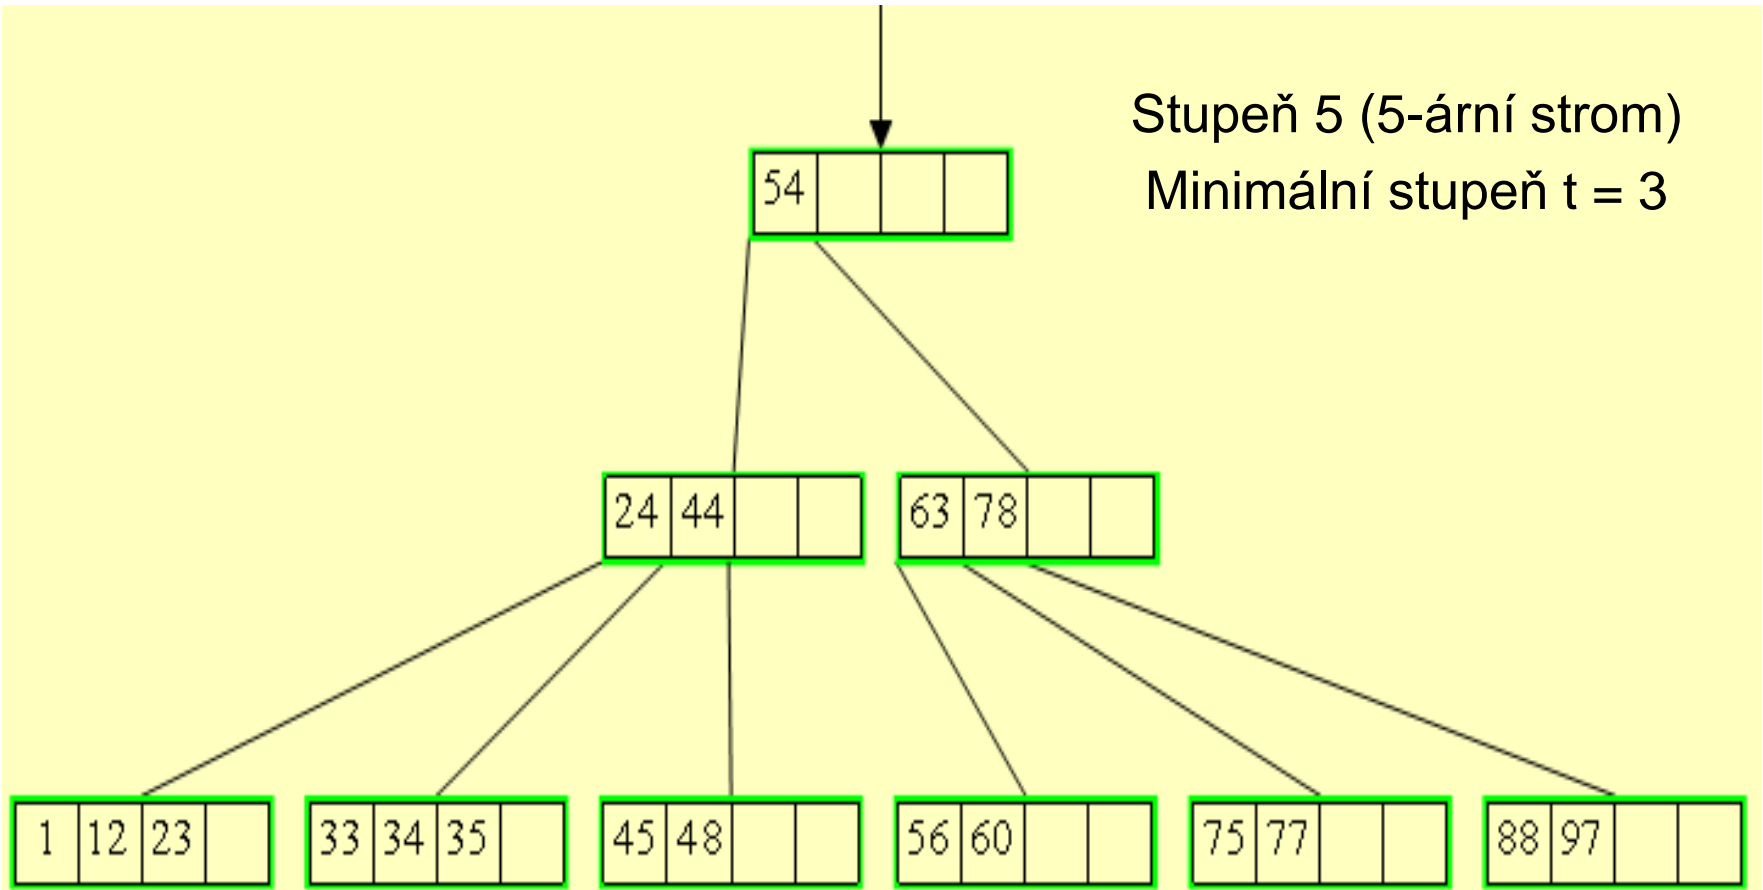 Stupeň 5 (5-ární strom)
Minimální stupeň t = 3
54
24 44
63 78
1 12 23
33 34 35
45 48
56 60
75 77
88 97